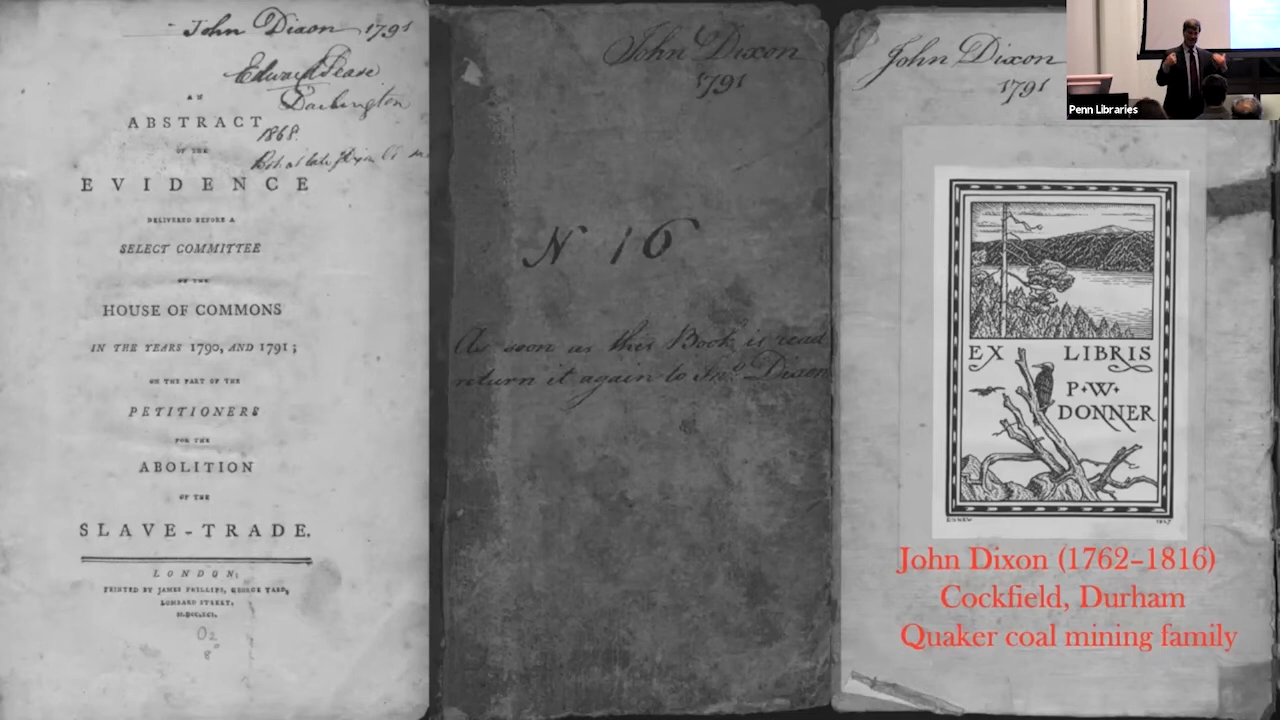 John Dixon 1791
Edward Pease
Darlington
1868.
AN
ABSTRACT
OF THE
EVIDENCE
DELIVERED BEFORE A
SELECT COMMITTEE
OF THE
HOUSE OF COMMONS
IN THE YEARS 1790, AND 1791;
ON THE PART OF THE
PETITIONERS
FOR THE
ABOLITION
OF THE
SLAVE-TRADE.
LONDON:
PRINTED BY JAMES PHILLIPS, GEORGE YARD,
LOMBARD STREET,
M.DCC.XCI.
John Dixon
1791
N 16
As soon as this Book is read
return it again to Jno. Dixon
John Dixon
1791
EX LIBRIS
P·W·
DONNER
Penn Libraries
John Dixon (1762–1816)
Cockfield, Durham
Quaker coal mining family